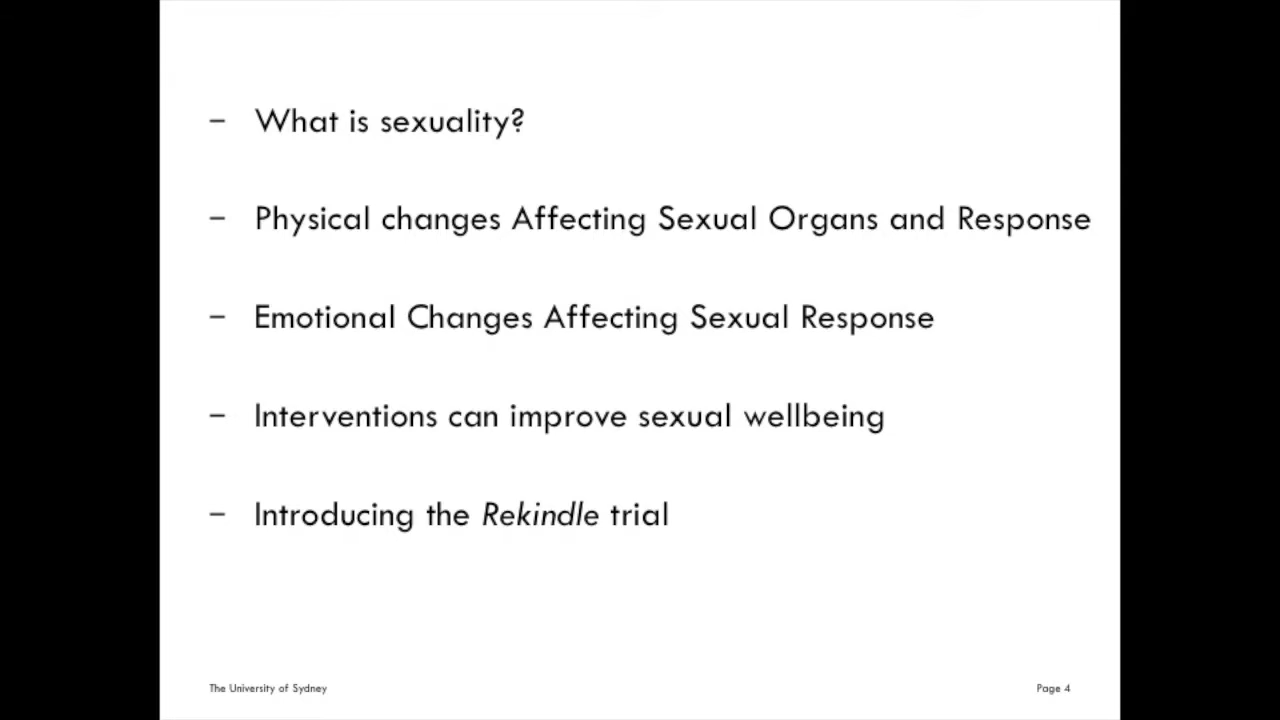 – What is sexuality?
– Physical changes Affecting Sexual Organs and Response
– Emotional Changes Affecting Sexual Response
– Interventions can improve sexual wellbeing
– Introducing the Rekindle trial
The University of Sydney
Page 4